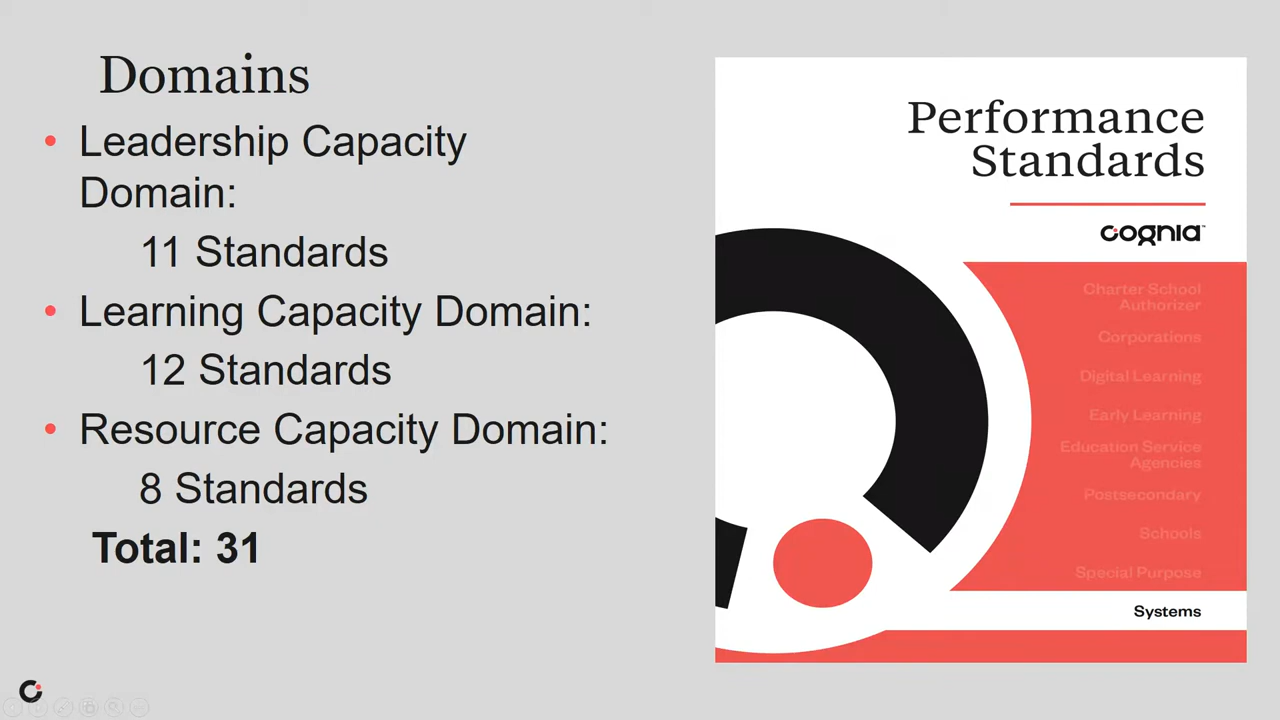 Domains
• Leadership Capacity
Domain:
11 Standards
• Learning Capacity Domain:
12 Standards
• Resource Capacity Domain:
8 Standards
Total: 31
Performance
Standards
cognia™
Charter School
Authorizer
Corporations
Digital Learning
Early Learning
Education Service
Agencies
Postsecondary
Schools
Special Purpose
Systems